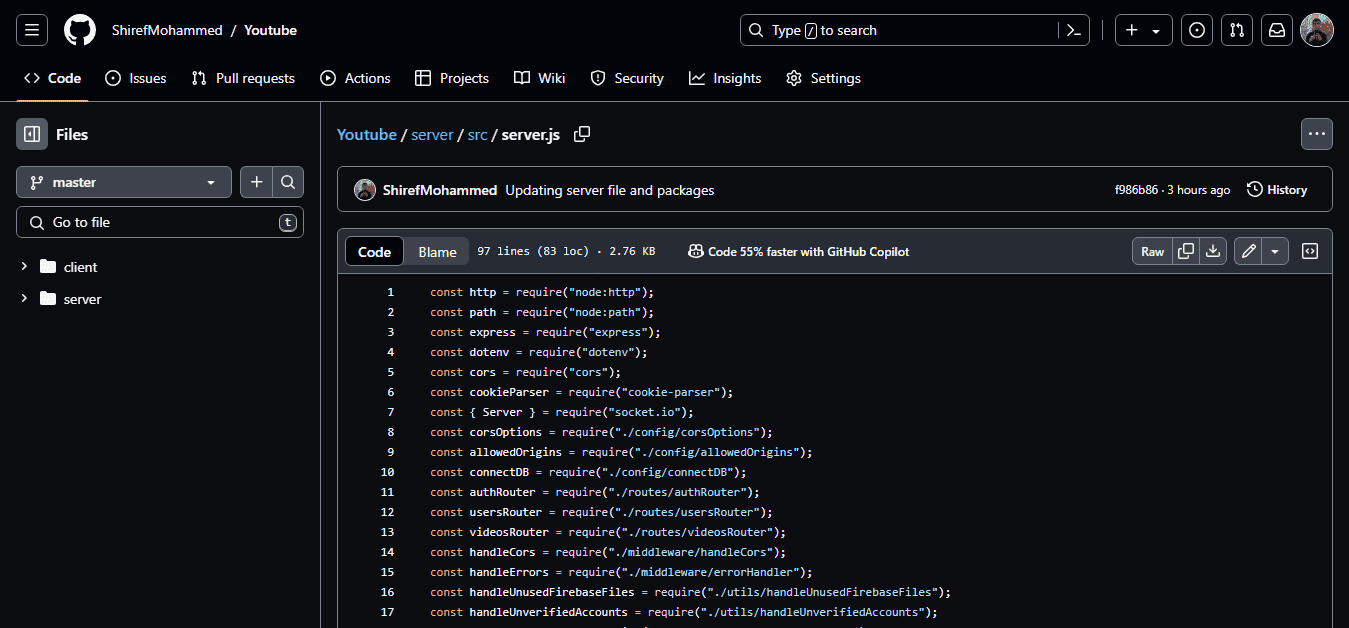 ShirefMohammed / Youtube
Type / to search
Code Issues Pull requests Actions Projects Wiki Security Insights Settings
Files
master
Go to file t
client
server
Youtube / server / src / server.js
ShirefMohammed Updating server file and packages f986b86 · 3 hours ago History
Code Blame 97 lines (83 loc) · 2.76 KB Code 55% faster with GitHub Copilot Raw
1 const http = require("node:http");
2 const path = require("node:path");
3 const express = require("express");
4 const dotenv = require("dotenv");
5 const cors = require("cors");
6 const cookieParser = require("cookie-parser");
7 const { Server } = require("socket.io");
8 const corsOptions = require("./config/corsOptions");
9 const allowedOrigins = require("./config/allowedOrigins");
10 const connectDB = require("./config/connectDB");
11 const authRouter = require("./routes/authRouter");
12 const usersRouter = require("./routes/usersRouter");
13 const videosRouter = require("./routes/videosRouter");
14 const handleCors = require("./middleware/handleCors");
15 const handleErrors = require("./middleware/errorHandler");
16 const handleUnusedFirebaseFiles = require("./utils/handleUnusedFirebaseFiles");
17 const handleUnverifiedAccounts = require("./utils/handleUnverifiedAccounts");